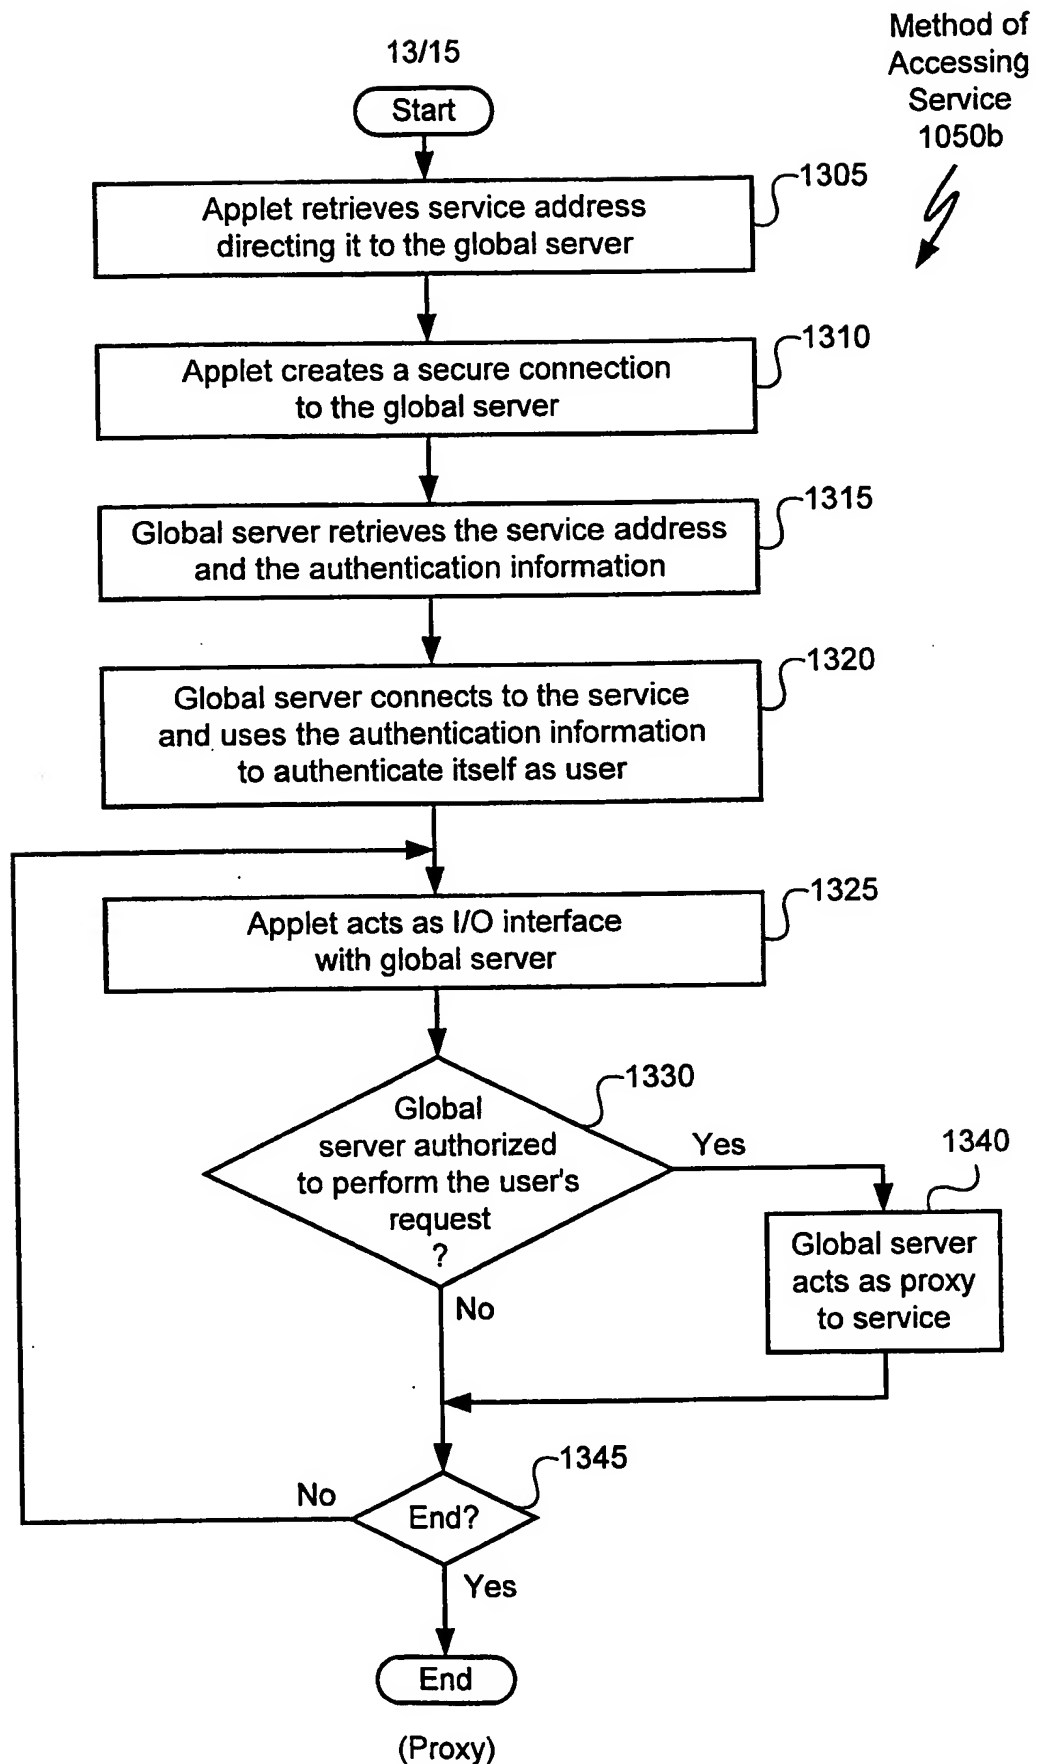 13/15
Method of
Accessing
Service
1050b
Start
1305
Applet retrieves service address
directing it to the global server
1310
Applet creates a secure connection
to the global server
1315
Global server retrieves the service address
and the authentication information
1320
Global server connects to the service
and uses the authentication information
to authenticate itself as user
1325
Applet acts as I/O interface
with global server
1330
Global
server authorized
to perform the user's
request
?
Yes
1340
Global server
acts as proxy
to service
No
1345
No
End?
Yes
End
(Proxy)